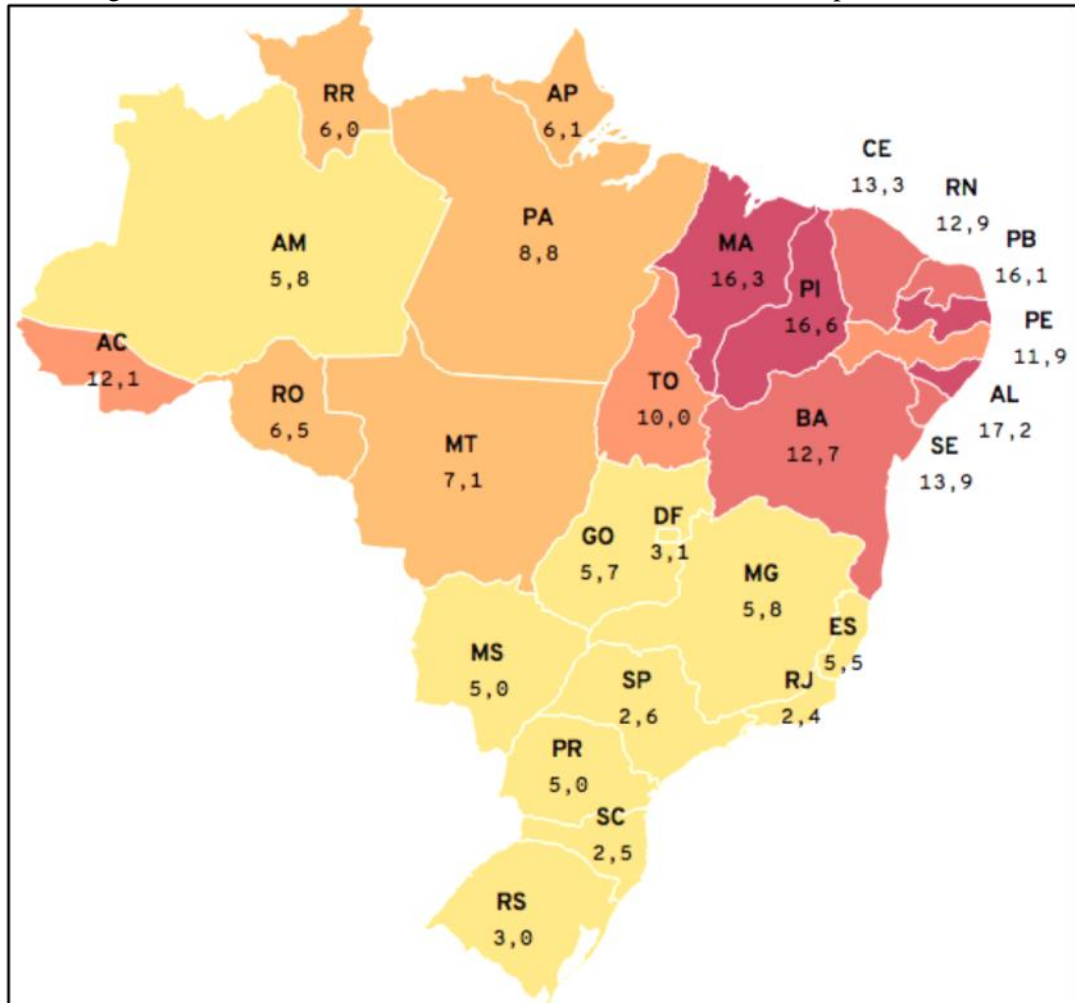 RR
6,0
AP
6,1
CE
13,3
RN
12,9
PB
16,1
PE
11,9
AL
17,2
SE
13,9
AM
5,8
PA
8,8
MA
16,3
PI
16,6
AC
12,1
RO
6,5
TO
10,0
BA
12,7
MT
7,1
DF
3,1
GO
5,7
MG
5,8
ES
5,5
MS
5,0
SP
2,6
RJ
2,4
PR
5,0
SC
2,5
RS
3,0